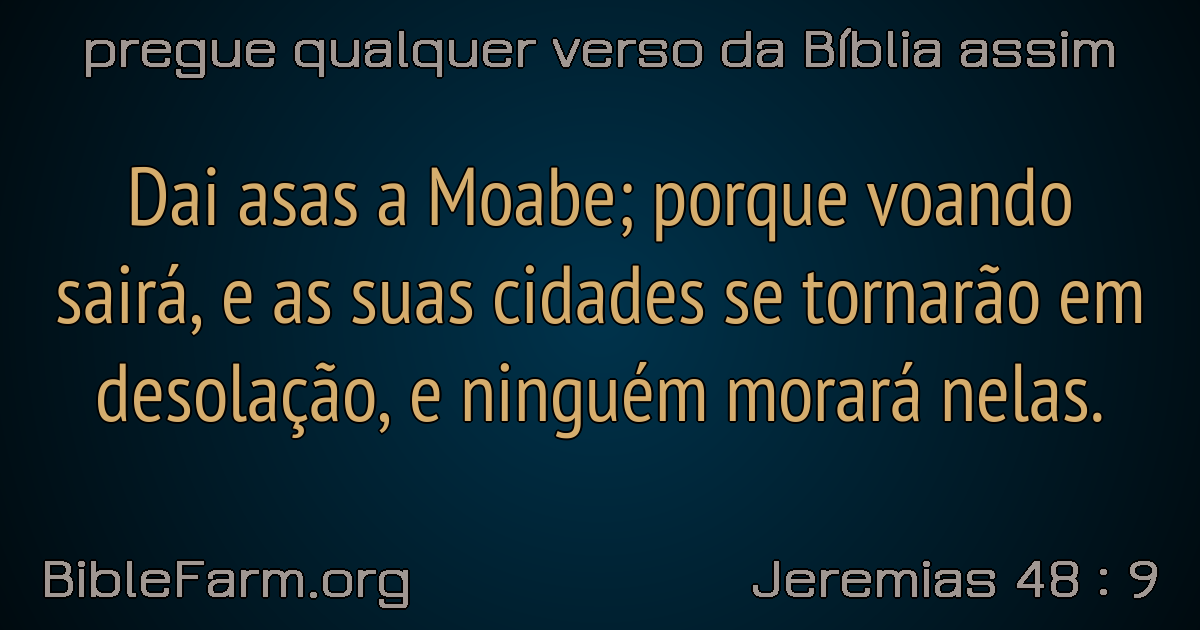 pregue qualquer verso da Bíblia assim
Dai asas a Moabe; porque voando
sairá, e as suas cidades se tornarão em
desolação, e ninguém morará nelas.
BibleFarm.org
Jeremias 48 : 9